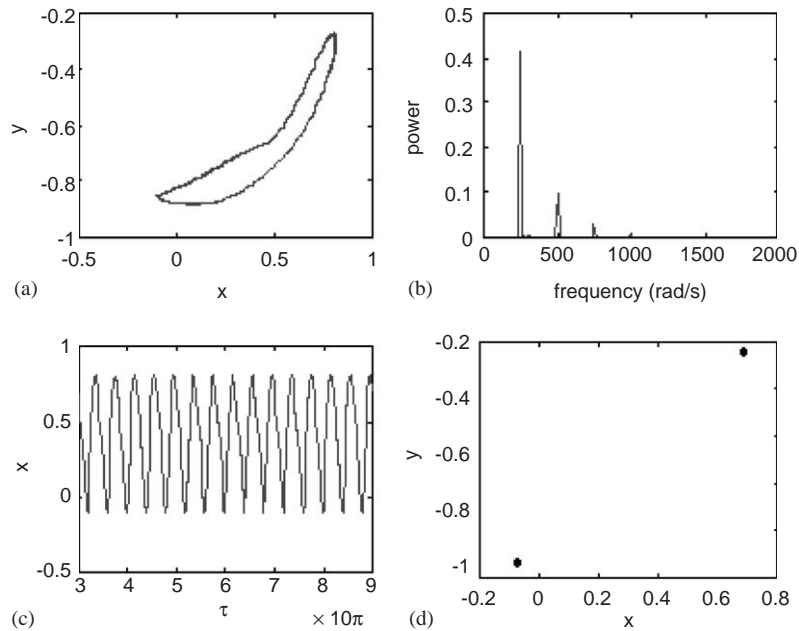 -0.2
-0.4
-0.6
-0.8
-1
y
-0.5 0 0.5 1
x
(a)
0.5
0.4
0.3
0.2
0.1
0
power
0 500 1000 1500 2000
frequency (rad/s)
(b)
1
0.5
0
-0.5
x
3 4 5 6 7 8 9
τ × 10π
(c)
-0.2
-0.4
-0.6
-0.8
-1
y
-0.2 0 0.2 0.4 0.6 0.8
x
(d)